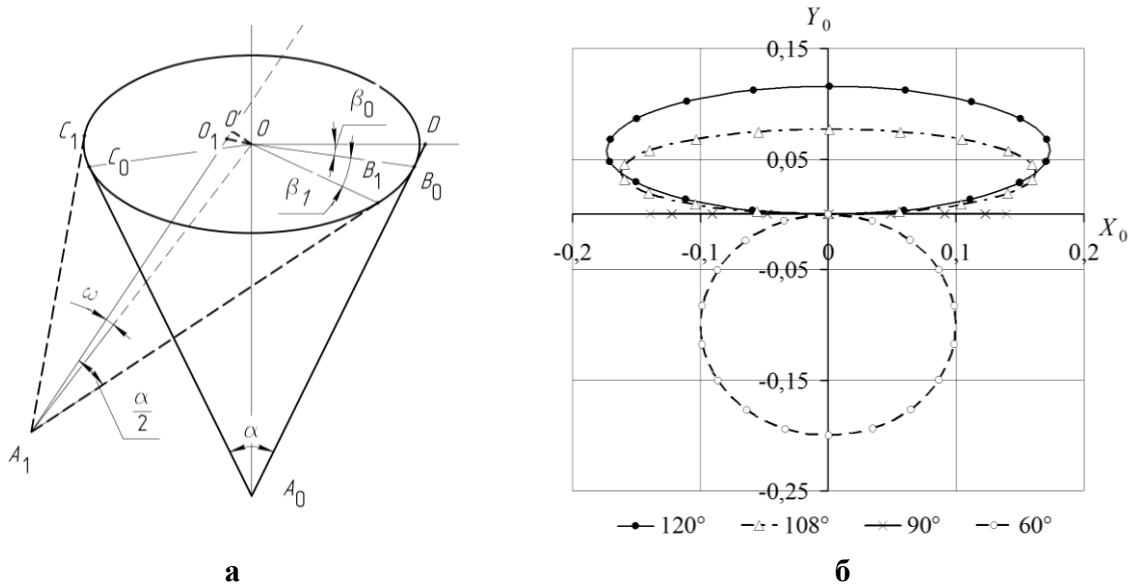 C₁
C₀
O₁
O'
O
β₀
β₁
D
B₁
B₀
ω
α/2
α
A₁
A₀
а
Y₀
0,15
0,05
-0,05
-0,15
-0,25
-0,2
-0,1
0
0,1
0,2
X₀
120° 108° 90° 60°
б